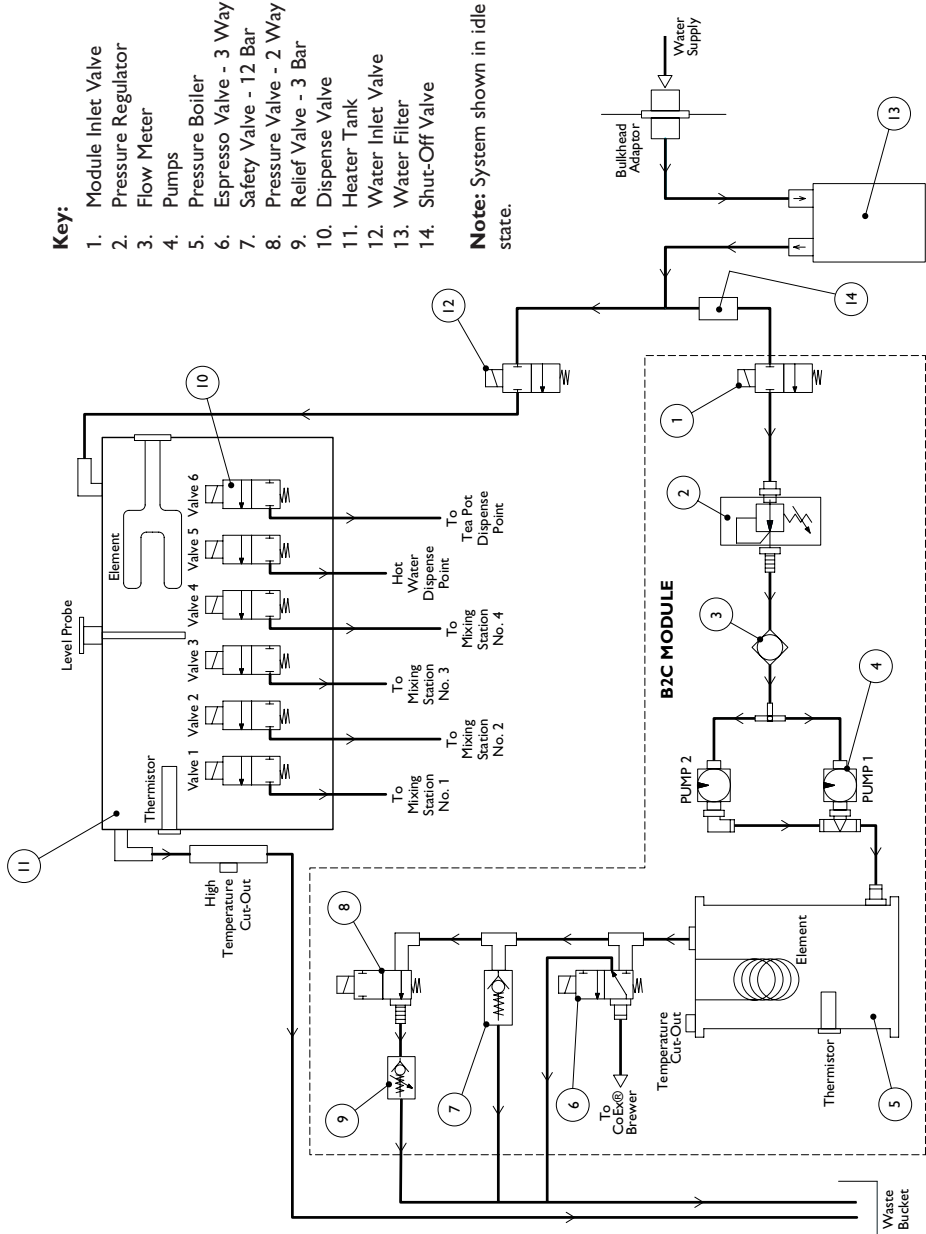 Key:
1. Module Inlet Valve
2. Pressure Regulator
3. Flow Meter
4. Pumps
5. Pressure Boiler
6. Espresso Valve - 3 Way
7. Safety Valve - 12 Bar
8. Pressure Valve - 2 Way
9. Relief Valve - 3 Bar
10. Dispense Valve
11. Heater Tank
12. Water Inlet Valve
13. Water Filter
14. Shut-Off Valve
Note: System shown in idle
state.
11
Level Probe
Thermistor
Element
Valve 1
Valve 2
Valve 3
Valve 4
Valve 5
Valve 6
10
12
High
Temperature
Cut-Out
To
Mixing
Station
No. 1
To
Mixing
Station
No. 2
To
Mixing
Station
No. 3
To
Mixing
Station
No. 4
Hot
Water
Dispense
Point
To
Tea Pot
Dispense
Point
Bulkhead
Adaptor
Water
Supply
13
14
1
2
3
4
B2C MODULE
PUMP 2
PUMP 1
8
9
7
6
To
CoEx®
Brewer
Temperature
Cut-Out
Element
Thermistor
5
Waste
Bucket